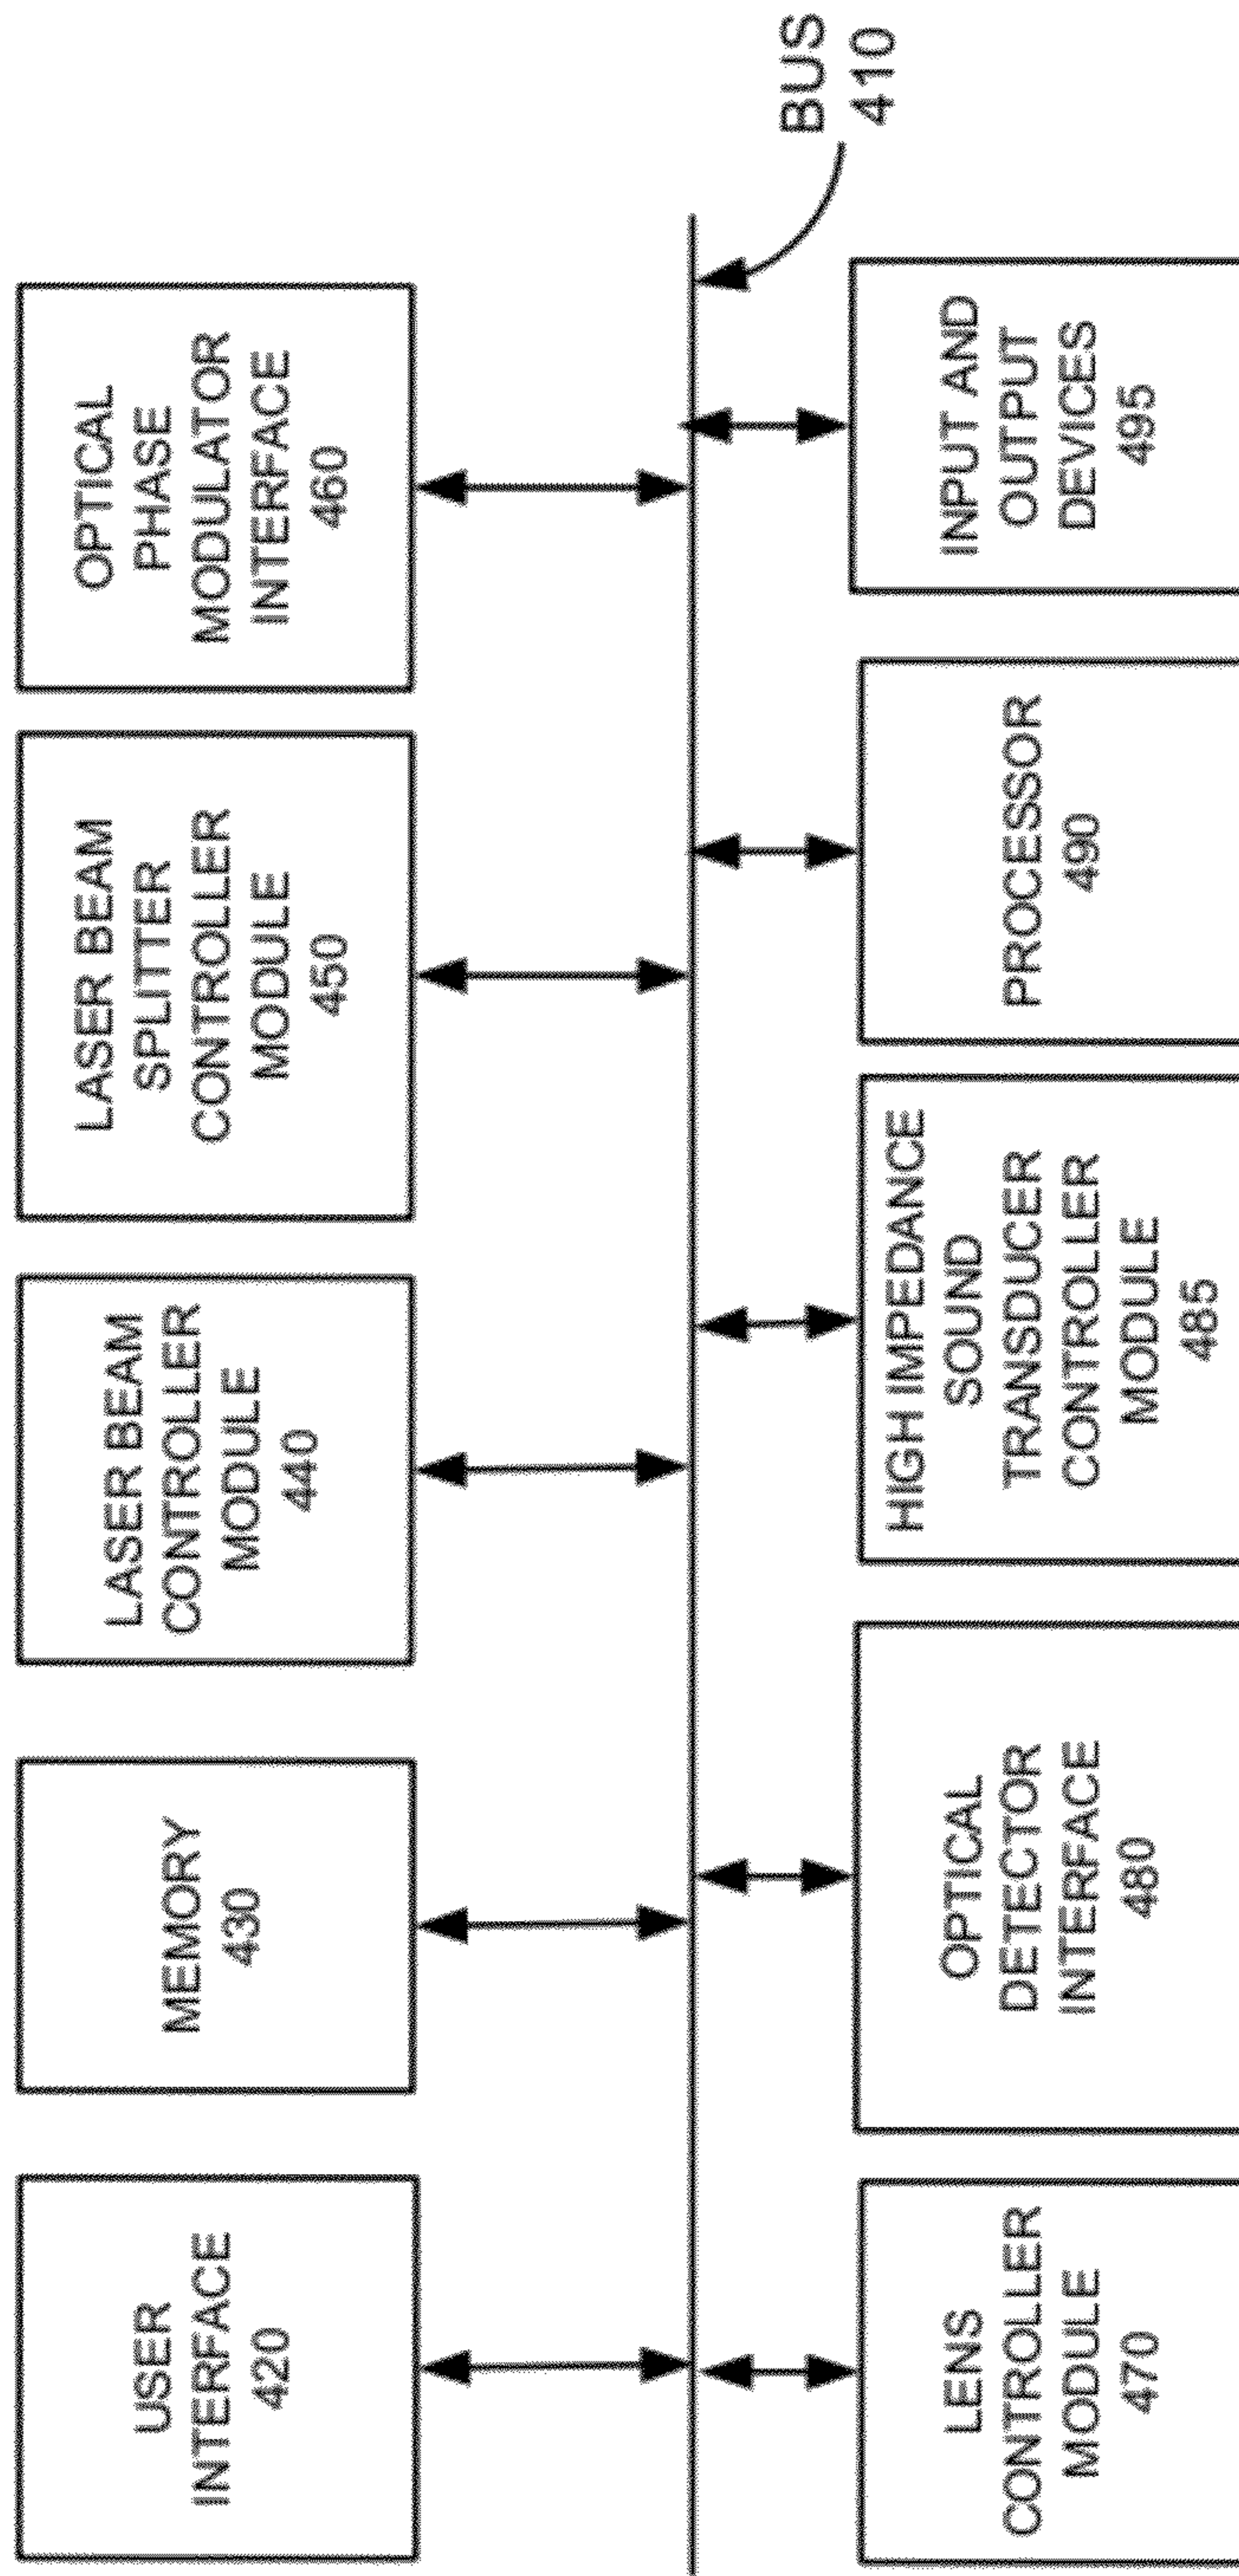 USER
INTERFACE
420
MEMORY
430
LASER BEAM
CONTROLLER
MODULE
440
LASER BEAM
SPLITTER
CONTROLLER
MODULE
450
OPTICAL
PHASE
MODULATOR
INTERFACE
460
BUS
410
LENS
CONTROLLER
MODULE
470
OPTICAL
DETECTOR
INTERFACE
480
HIGH IMPEDANCE
SOUND
TRANSDUCER
CONTROLLER
MODULE
485
PROCESSOR
490
INPUT AND
OUTPUT
DEVICES
495